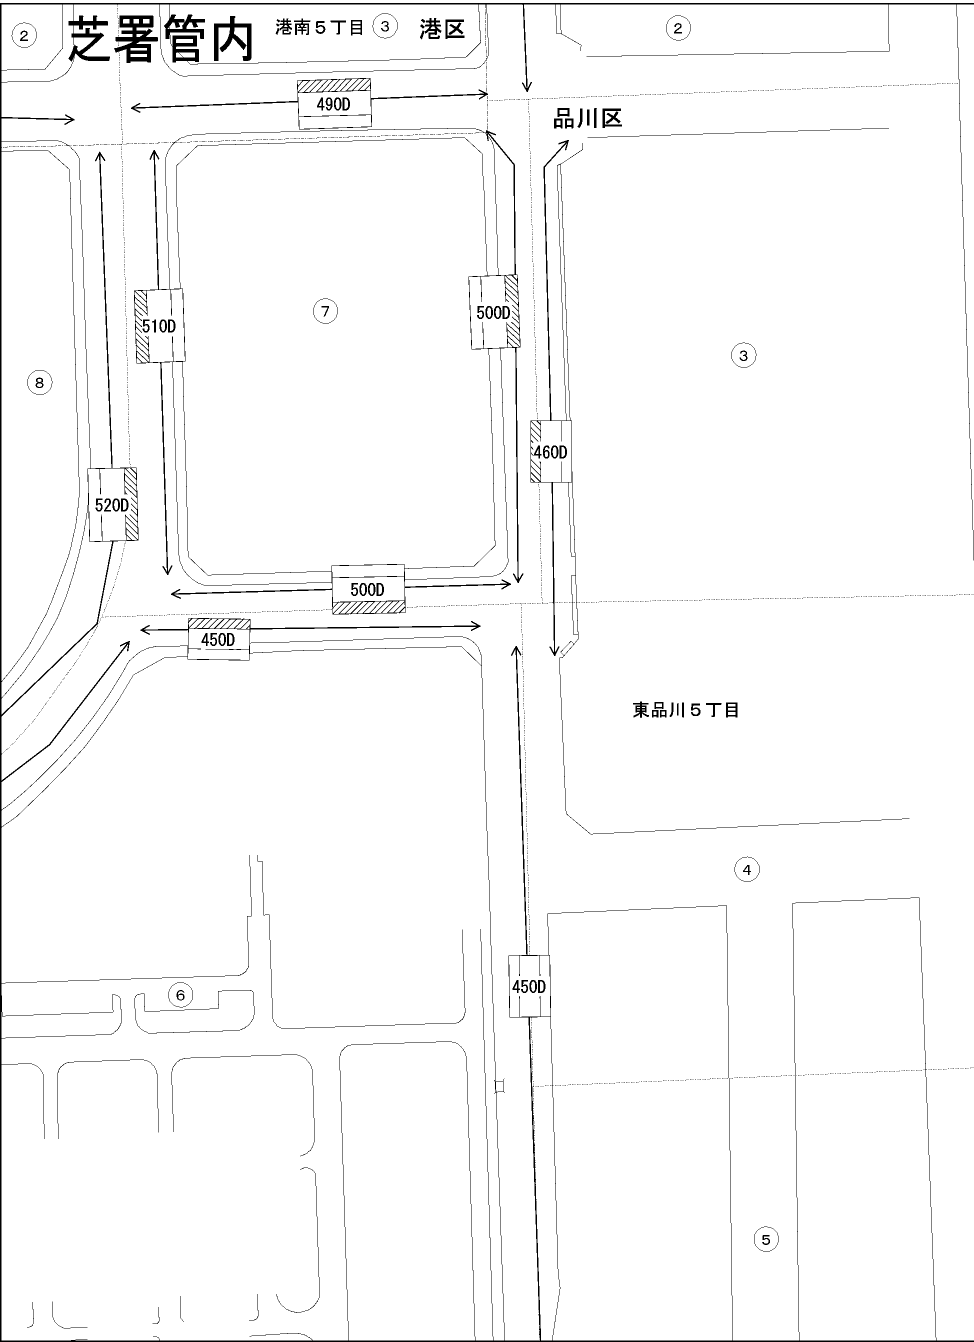 ② 芝署管内 港南５丁目 ③ 港区 ②
490D
品川区
510D ⑦ 500D
③
⑧
460D
520D
500D
450D
東品川５丁目
④
450D
⑥
⑤